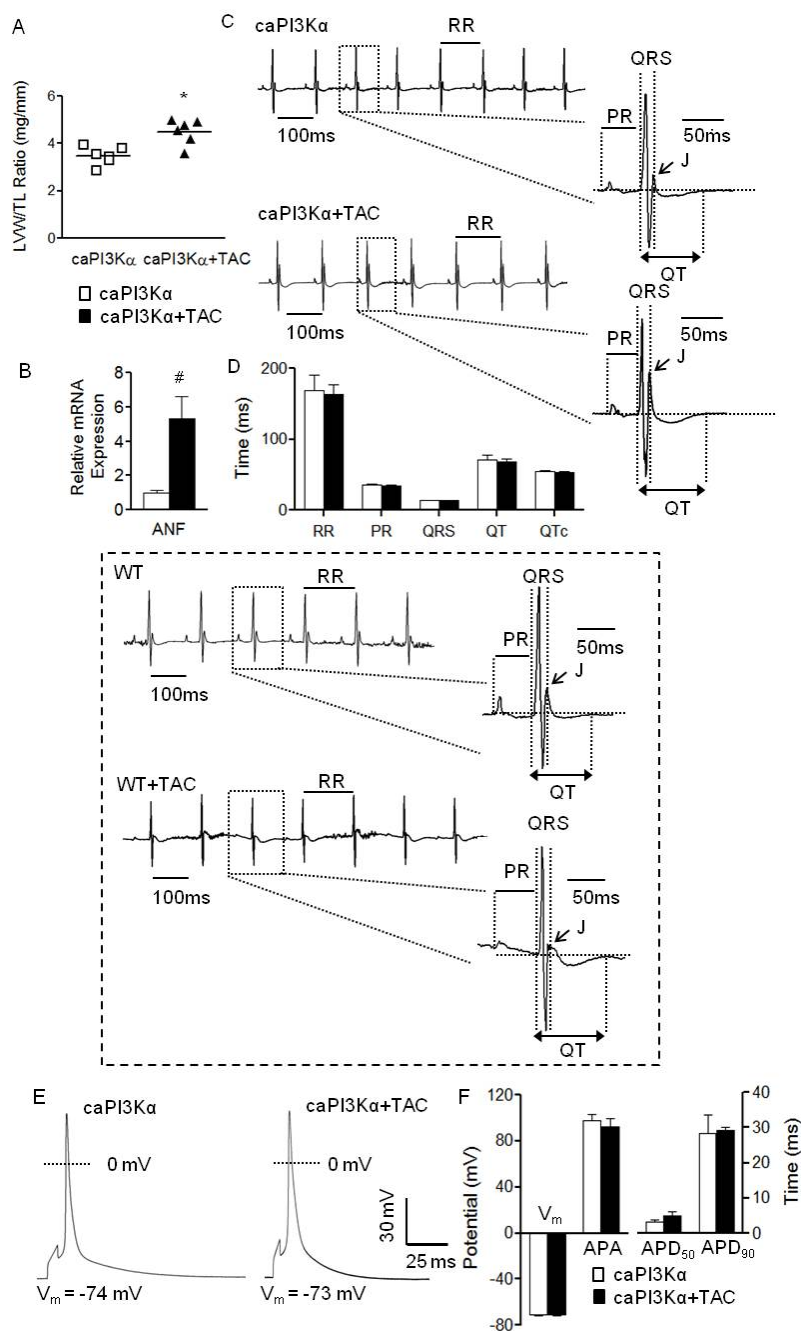 A
LVW/TL Ratio (mg/mm)
6
4
2
0
*
caPI3Kα caPI3Kα+TAC
caPI3Kα
caPI3Kα+TAC
C
caPI3Kα
RR
100ms
QRS
PR
50ms
J
QT
caPI3Kα+TAC
RR
100ms
QRS
PR
50ms
J
QT
B
Relative mRNA
Expression
8
6
4
2
0
#
ANF
D
Time (ms)
200
100
0
RR PR QRS QT QTc
WT
RR
100ms
QRS
PR
50ms
J
QT
WT+TAC
RR
100ms
QRS
PR
50ms
J
QT
E
caPI3Kα
0 mV
Vm = -74 mV
caPI3Kα+TAC
0 mV
30 mV
25 ms
Vm = -73 mV
F
Potential (mV)
120
80
40
0
-40
-80
Vm
APA APD50 APD90
40
30
20
10
0
Time (ms)
caPI3Kα
caPI3Kα+TAC